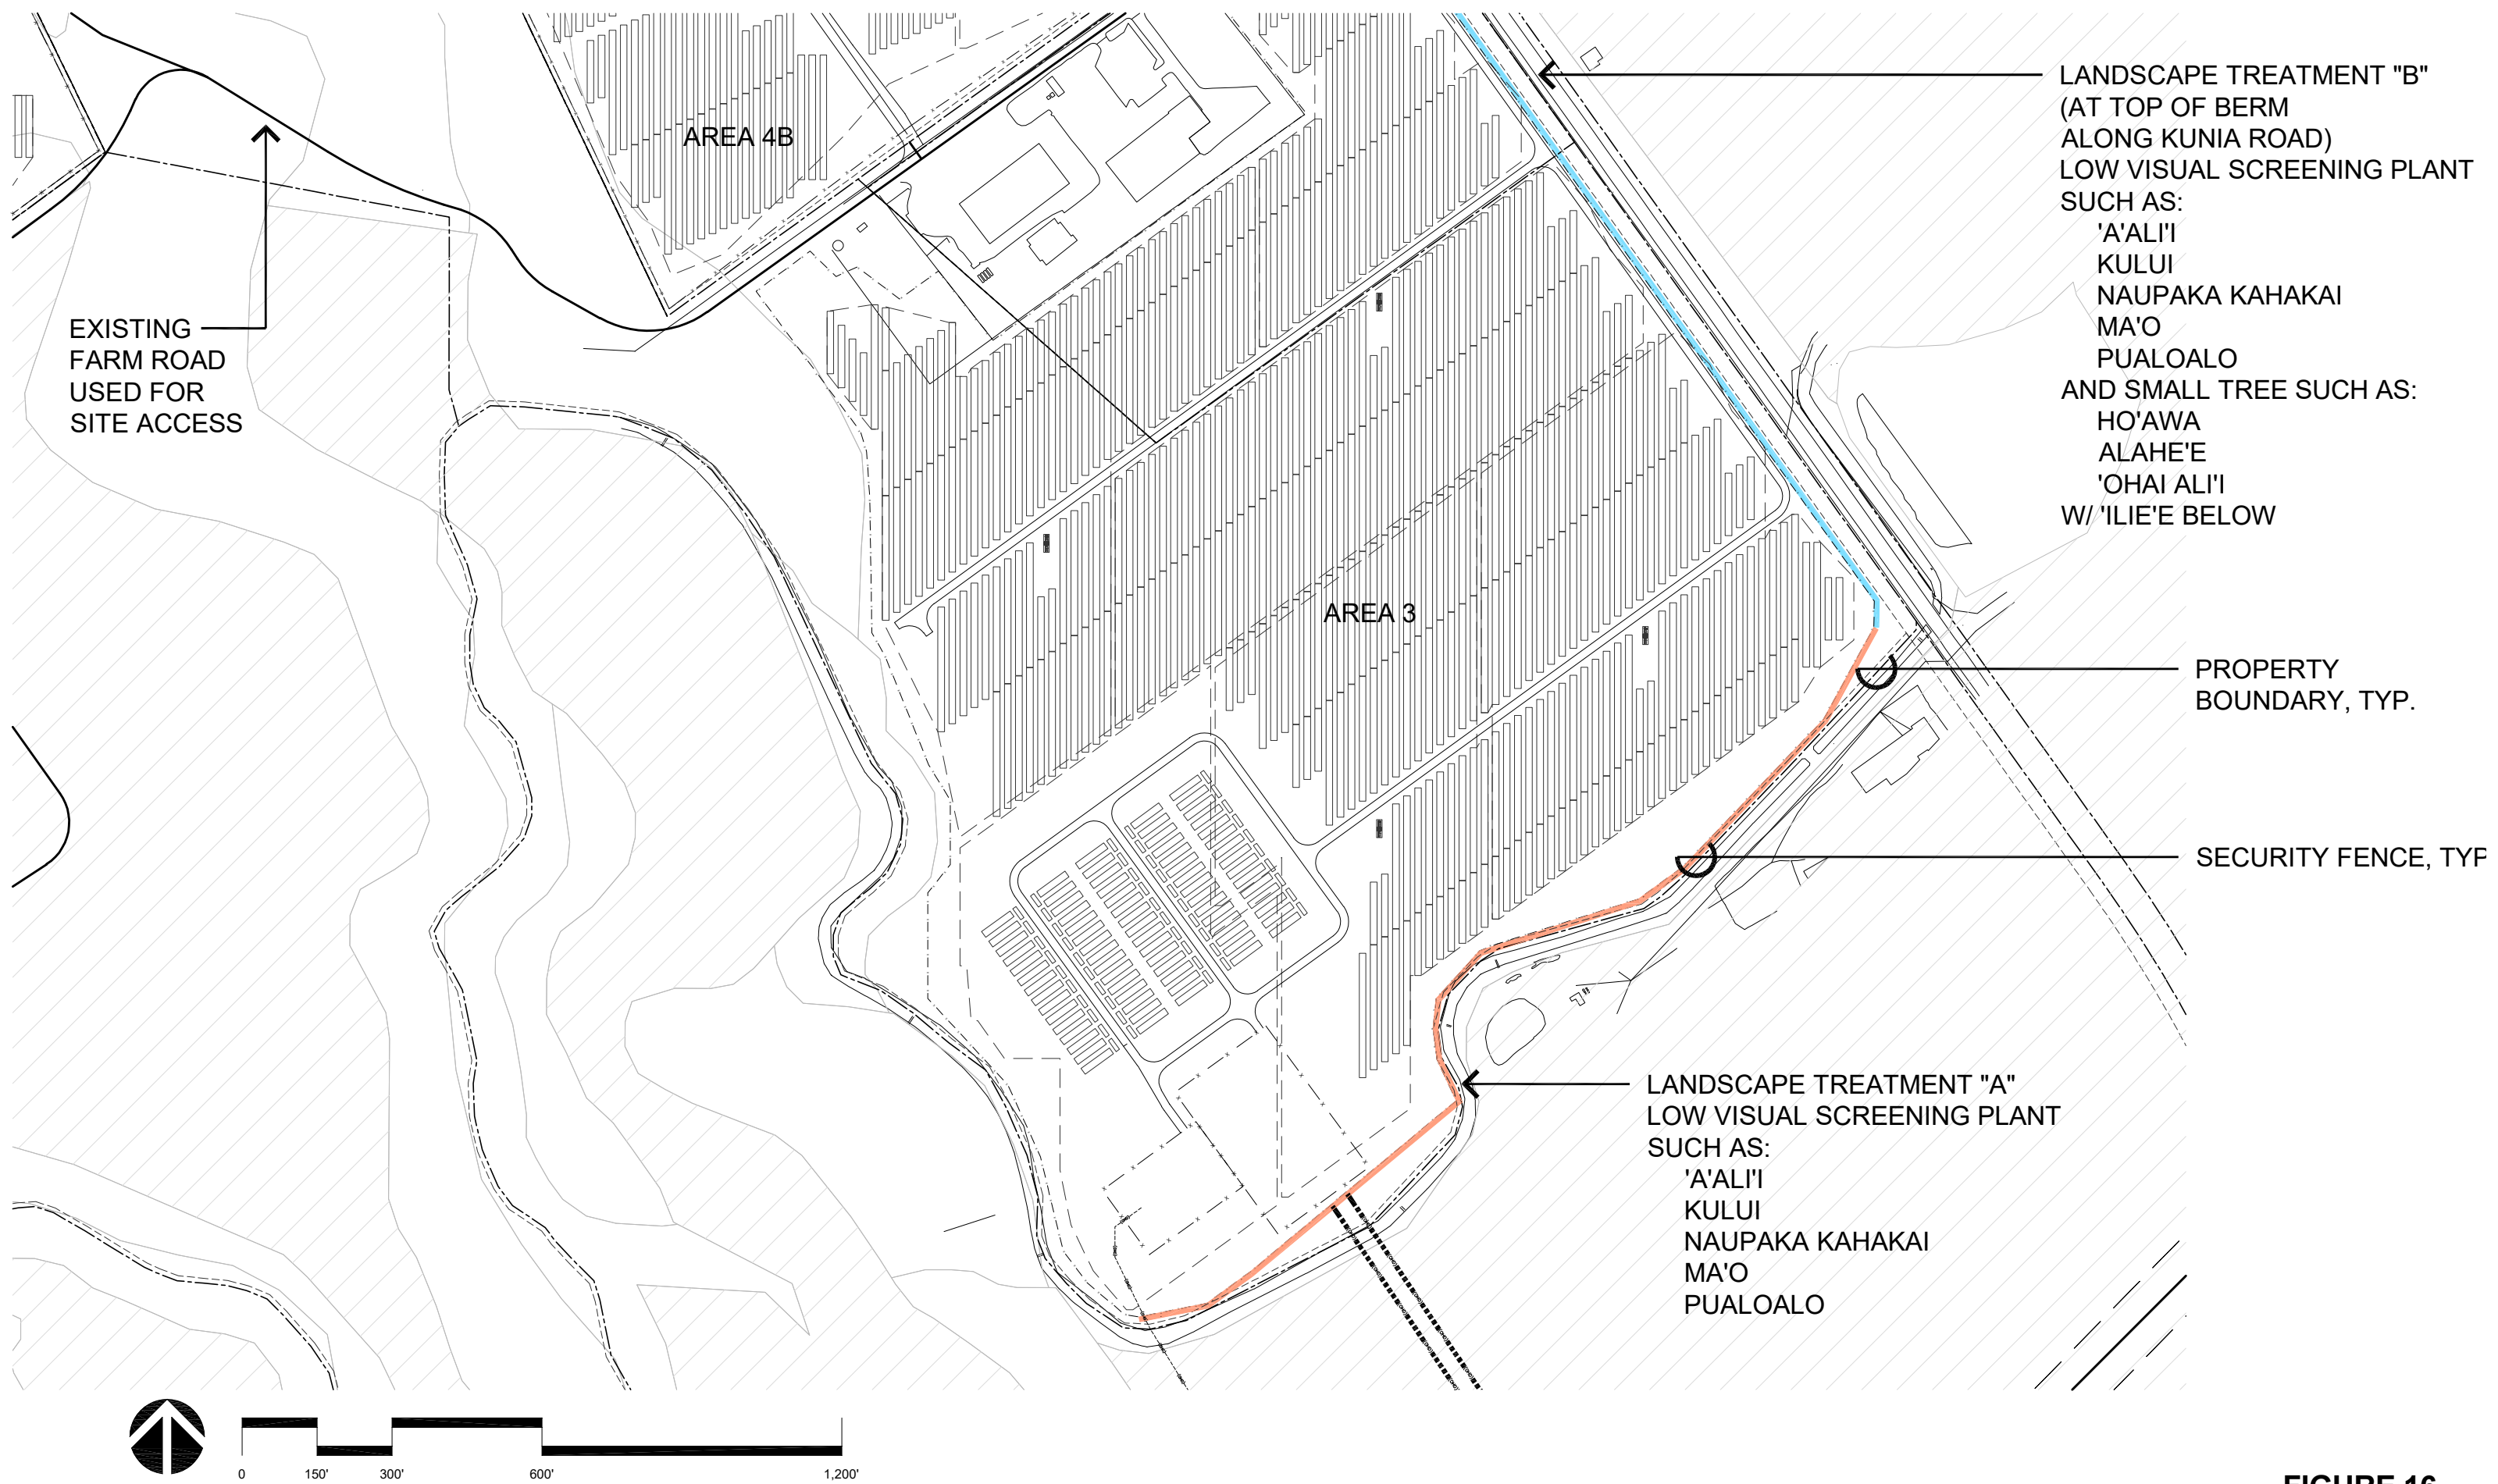 LANDSCAPE TREATMENT "B"
(AT TOP OF BERM
ALONG KUNIA ROAD)
LOW VISUAL SCREENING PLANT
SUCH AS:
'A'ALI'I
KULUI
NAUPAKA KAHAKAI
MA'O
PUALOALO
AND SMALL TREE SUCH AS:
HO'AWA
ALAHE'E
'OHAI ALI'I
W/ 'ILIE'E BELOW
AREA 4B
EXISTING
FARM ROAD
USED FOR
SITE ACCESS
AREA 3
PROPERTY
BOUNDARY, TYP.
SECURITY FENCE, TYP
LANDSCAPE TREATMENT "A"
LOW VISUAL SCREENING PLANT
SUCH AS:
'A'ALI'I
KULUI
NAUPAKA KAHAKAI
MA'O
PUALOALO
0 150' 300' 600' 1,200'
FIGURE 16